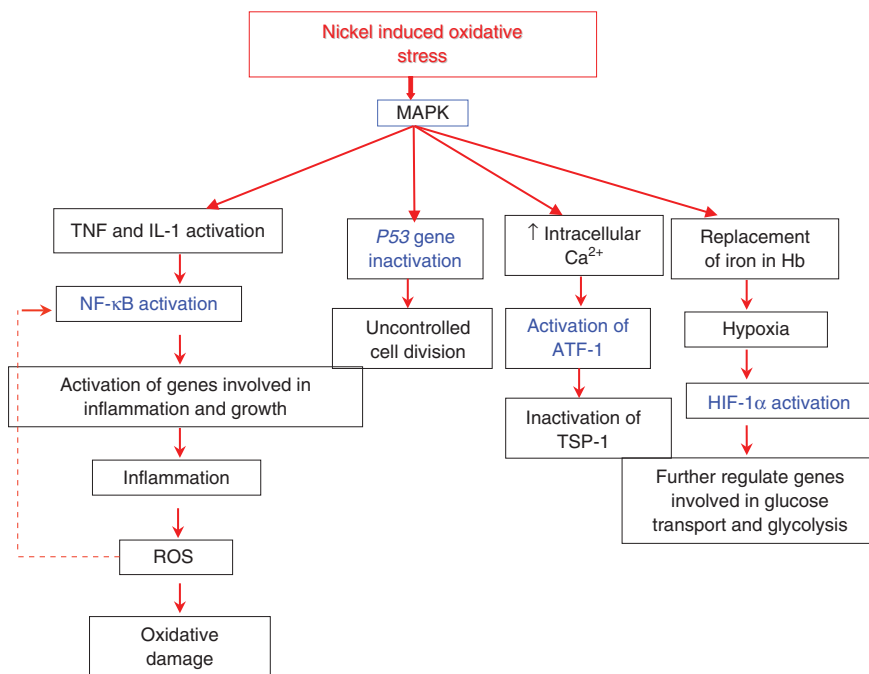 Nickel induced oxidative
stress
MAPK
TNF and IL-1 activation
NF-κB activation
Activation of genes involved in
inflammation and growth
Inflammation
ROS
Oxidative
damage
P53 gene
inactivation
Uncontrolled
cell division
↑ Intracellular
Ca²⁺
Activation of
ATF-1
Inactivation of
TSP-1
Replacement
of iron in Hb
Hypoxia
HIF-1α activation
Further regulate genes
involved in glucose
transport and glycolysis